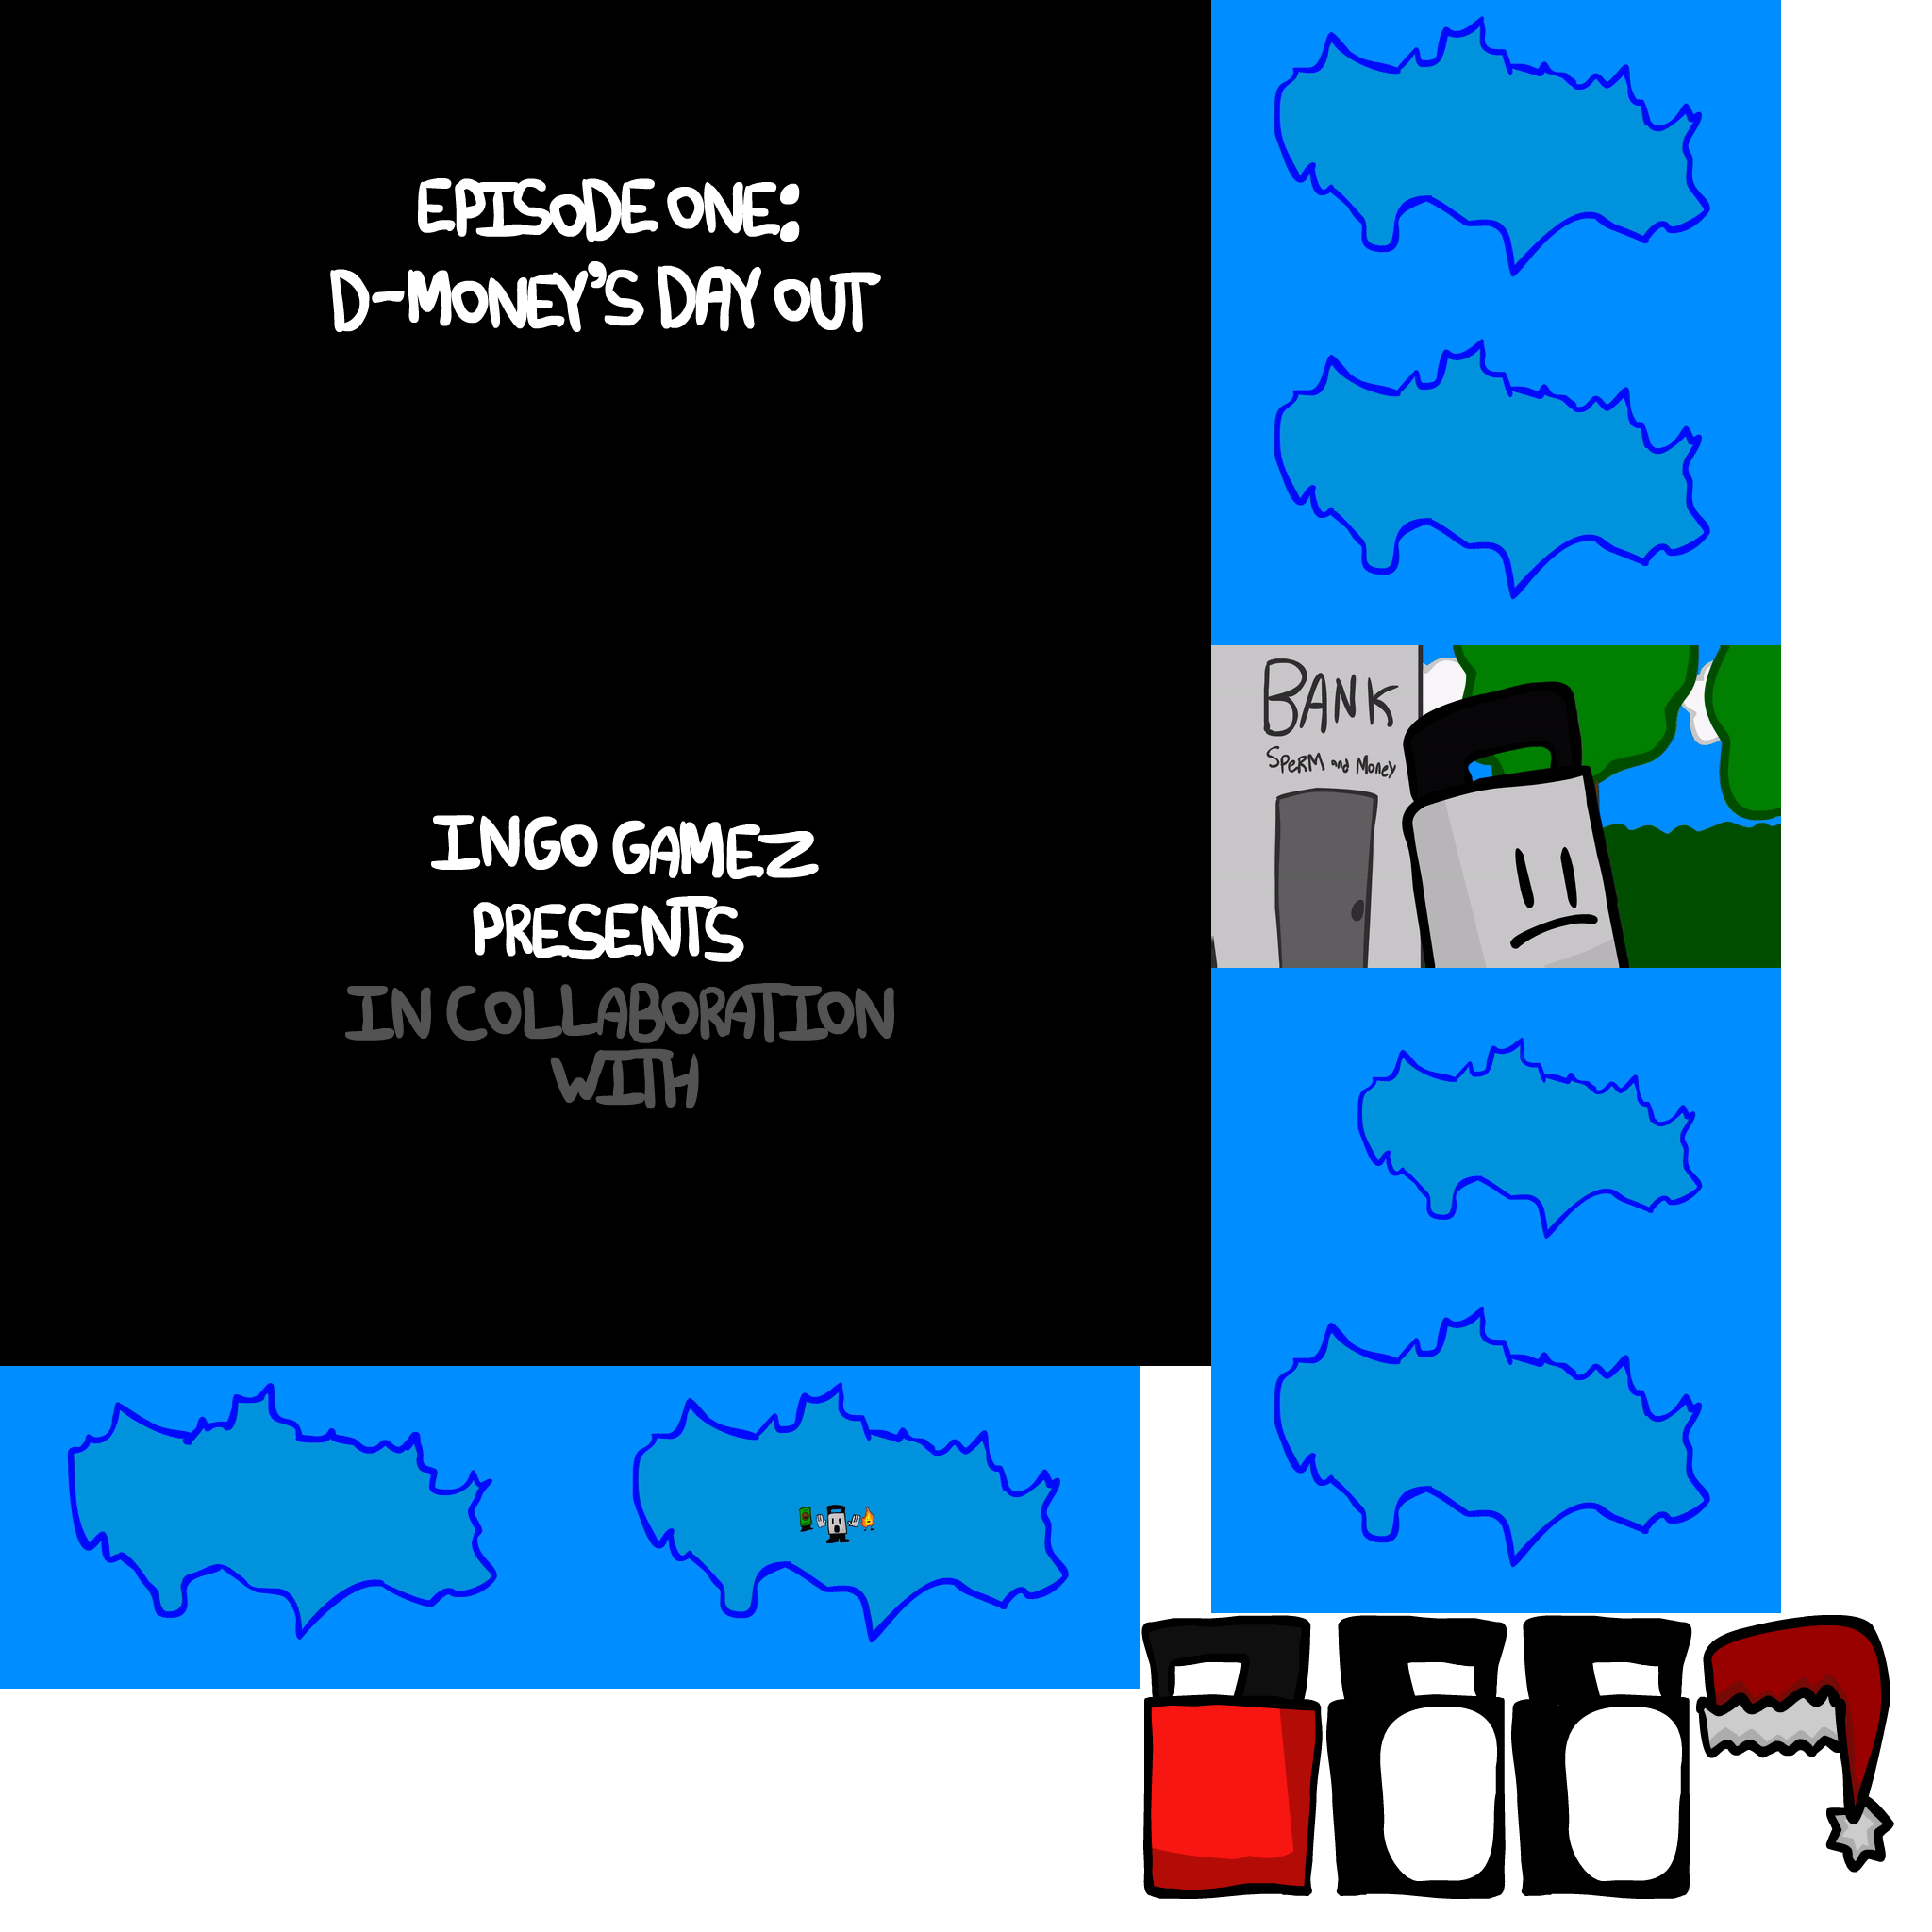 EPISODE ONE:
D-MONEY'S DAY OUT
INGO GAMEZ
PRESENTS
IN COLLABORATION
WITH
BANK
SPERM and MONEY